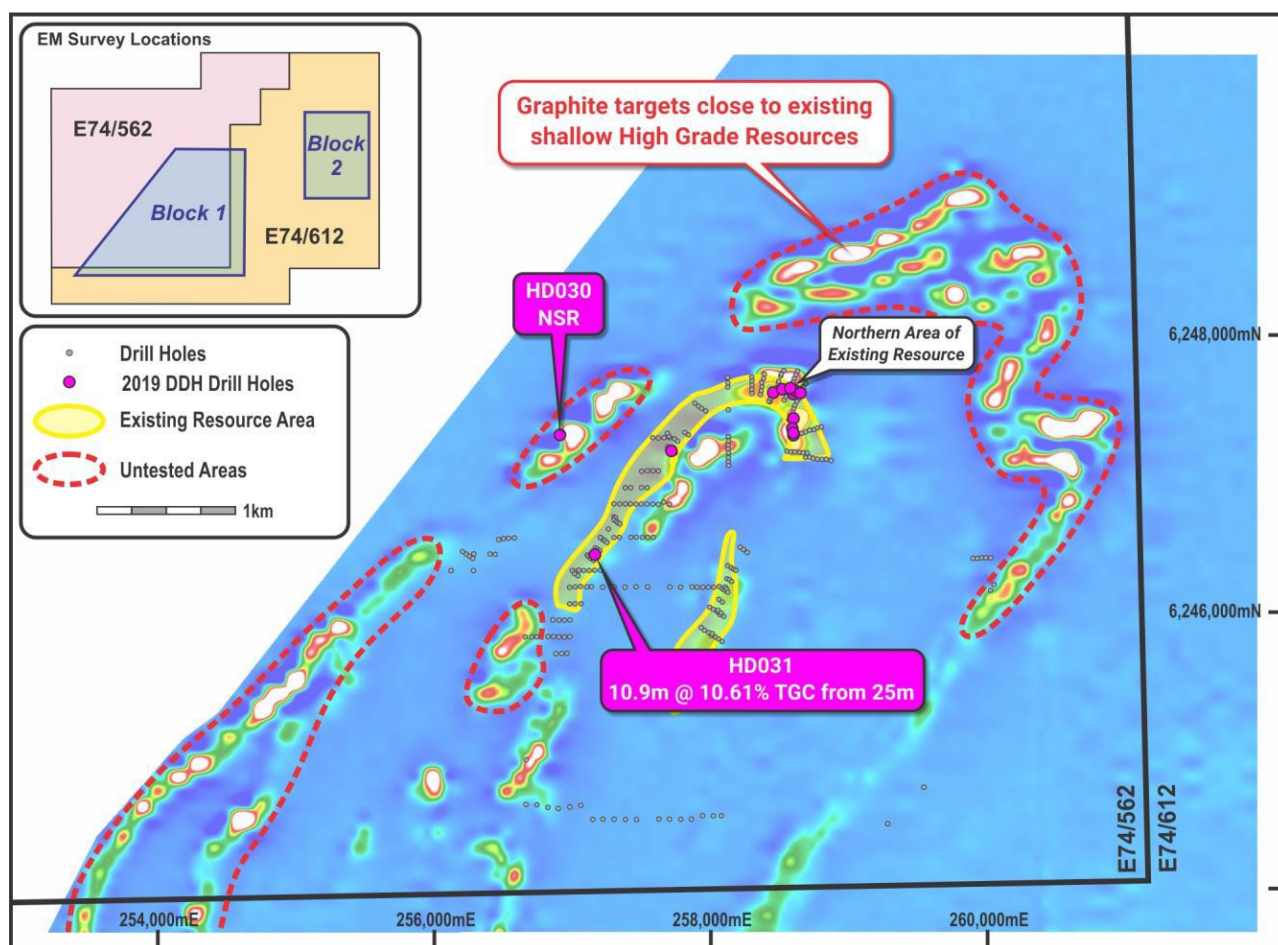 EM Survey Locations
E74/562
Block 1
Block
2
E74/612
Drill Holes
2019 DDH Drill Holes
Existing Resource Area
Untested Areas
1km
Graphite targets close to existing
shallow High Grade Resources
HD030
NSR
Northern Area of
Existing Resource
6,248,000mN
6,246,000mN
HD031
10.9m @ 10.61% TGC from 25m
E74/562
E74/612
254,000mE
256,000mE
258,000mE
260,000mE